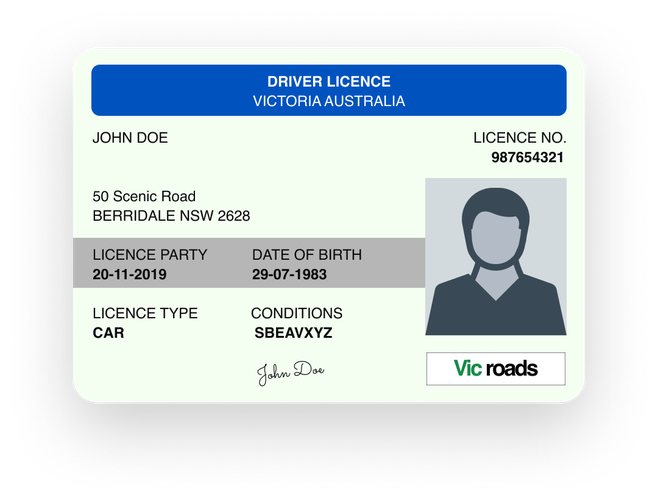 DRIVER LICENCE
VICTORIA AUSTRALIA
JOHN DOE
LICENCE NO.
987654321
50 Scenic Road
BERRIDALE NSW 2628
LICENCE PARTY DATE OF BIRTH
20-11-2019 29-07-1983
LICENCE TYPE CONDITIONS
CAR SBEAVXYZ
John Doe
Vic roads